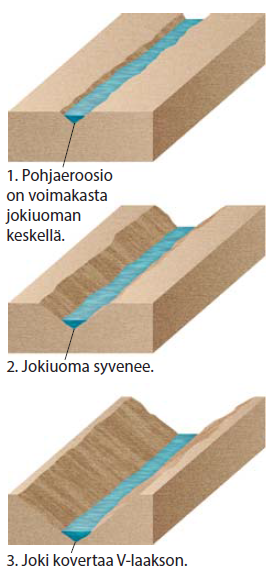 1. Pohjaeroosio
on voimakasta
jokiuoman
keskellä.
2. Jokiuoma syvenee.
3. Joki kovertaa V-laakson.